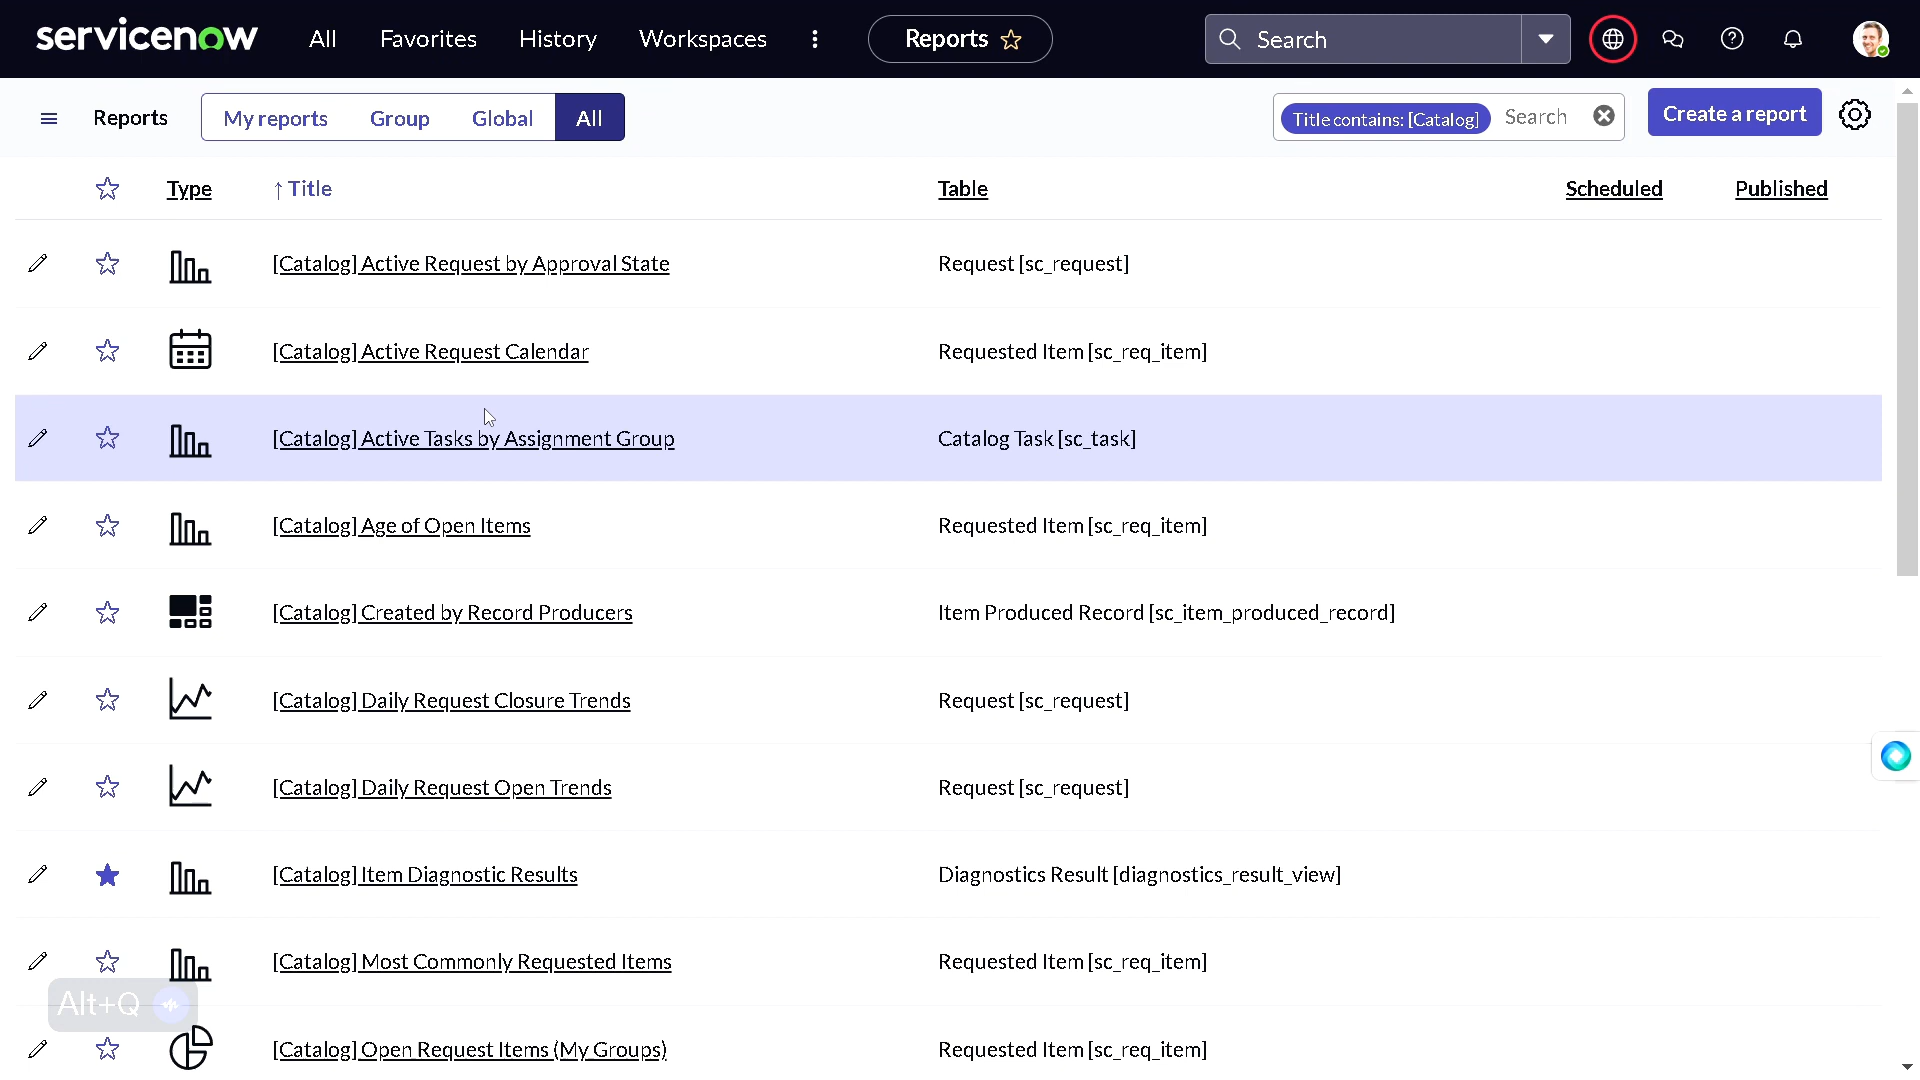 servicenow All Favorites History Workspaces Reports Search
Reports My reports Group Global All Title contains: [Catalog] Search Create a report
Type ↑ Title Table Scheduled Published
[Catalog] Active Request by Approval State Request [sc_request]
[Catalog] Active Request Calendar Requested Item [sc_req_item]
[Catalog] Active Tasks by Assignment Group Catalog Task [sc_task]
[Catalog] Age of Open Items Requested Item [sc_req_item]
[Catalog] Created by Record Producers Item Produced Record [sc_item_produced_record]
[Catalog] Daily Request Closure Trends Request [sc_request]
[Catalog] Daily Request Open Trends Request [sc_request]
[Catalog] Item Diagnostic Results Diagnostics Result [diagnostics_result_view]
[Catalog] Most Commonly Requested Items Requested Item [sc_req_item]
Alt+Q
[Catalog] Open Request Items (My Groups) Requested Item [sc_req_item]